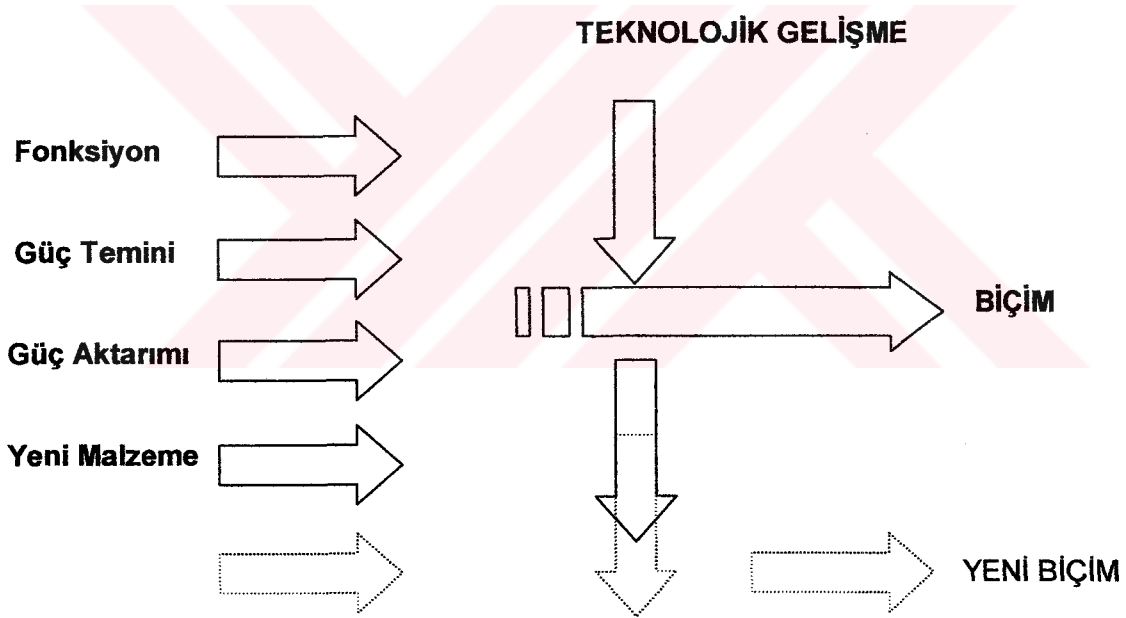 TEKNOLOJİK GELİŞME
Fonksiyon
Güç Temini
BİÇİM
Güç Aktarımı
Yeni Malzeme
YENİ BİÇİM